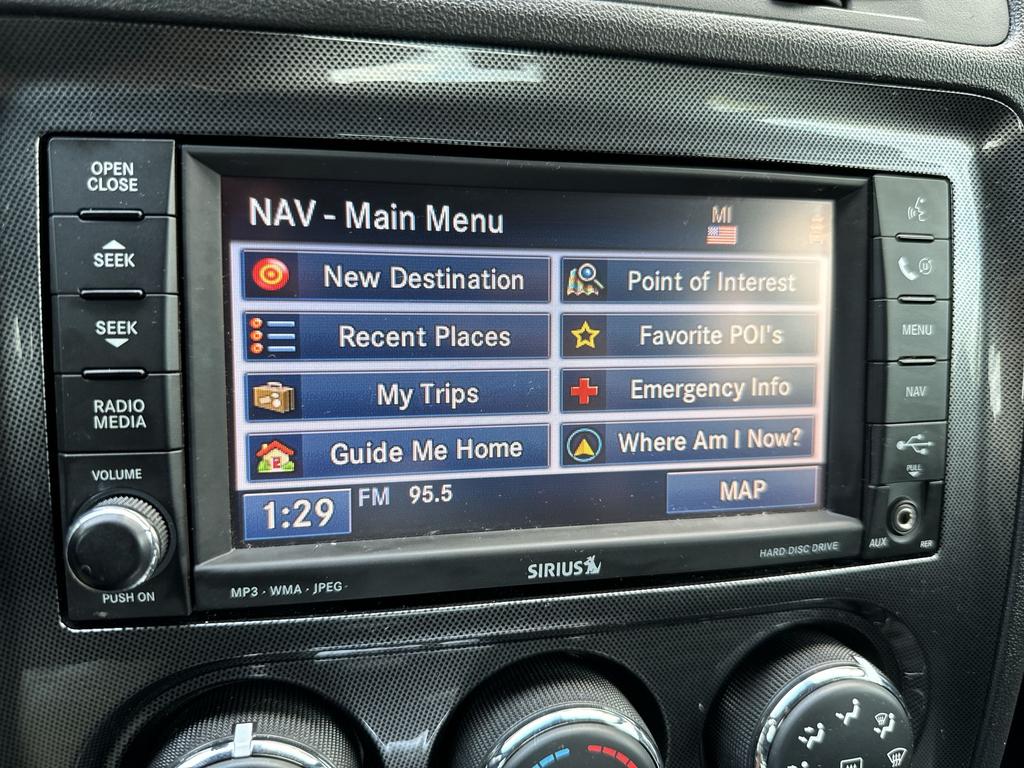 OPEN
CLOSE
SEEK
SEEK
RADIO
MEDIA
VOLUME
PUSH ON
NAV - Main Menu
MI
New Destination
Point of Interest
Recent Places
Favorite POI's
My Trips
Emergency Info
Guide Me Home
Where Am I Now?
1:29
FM 95.5
MAP
MP3 · WMA · JPEG
SIRIUS
HARD DISC DRIVE
MENU
NAV
PULL
AUX